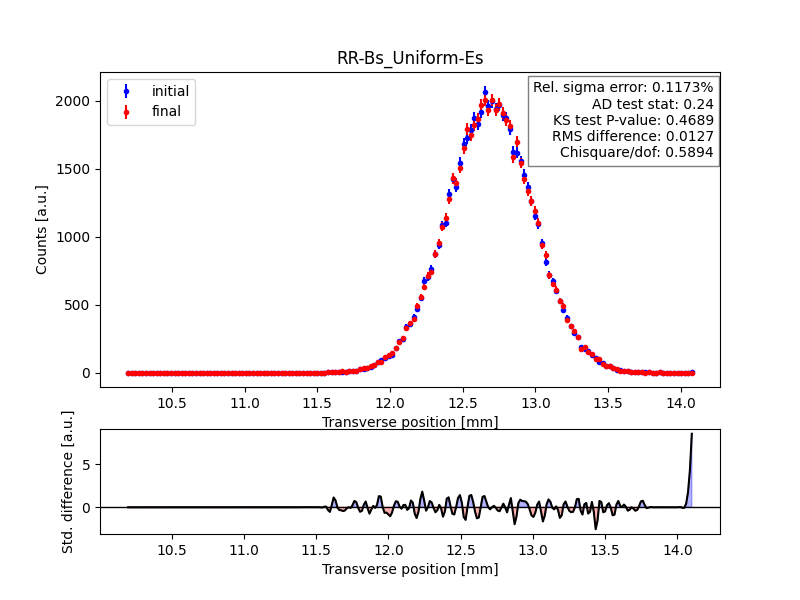 RR-Bs_Uniform-Es
initial
final
Rel. sigma error: 0.1173%
AD test stat: 0.24
KS test P-value: 0.4689
RMS difference: 0.0127
Chisquare/dof: 0.5894
Counts [a.u.]
2000
1500
1000
500
0
10.5 11.0 11.5 12.0 12.5 13.0 13.5 14.0
Transverse position [mm]
Std. difference [a.u.]
5
0
10.5 11.0 11.5 12.0 12.5 13.0 13.5 14.0
Transverse position [mm]